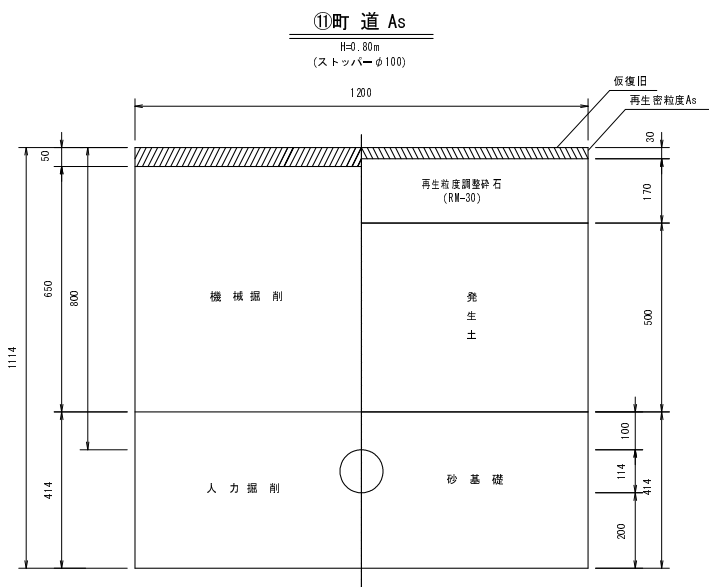 ⑪町 道 As
H=0.80m
(ストッパーφ100)
仮復旧
再生密粒度As
1200
50
30
再生粒度調整砕石
(RM-30)
170
650
800
機 械 掘 削
発
生
土
500
1114
100
414
人 力 掘 削
砂 基 礎
114
414
200